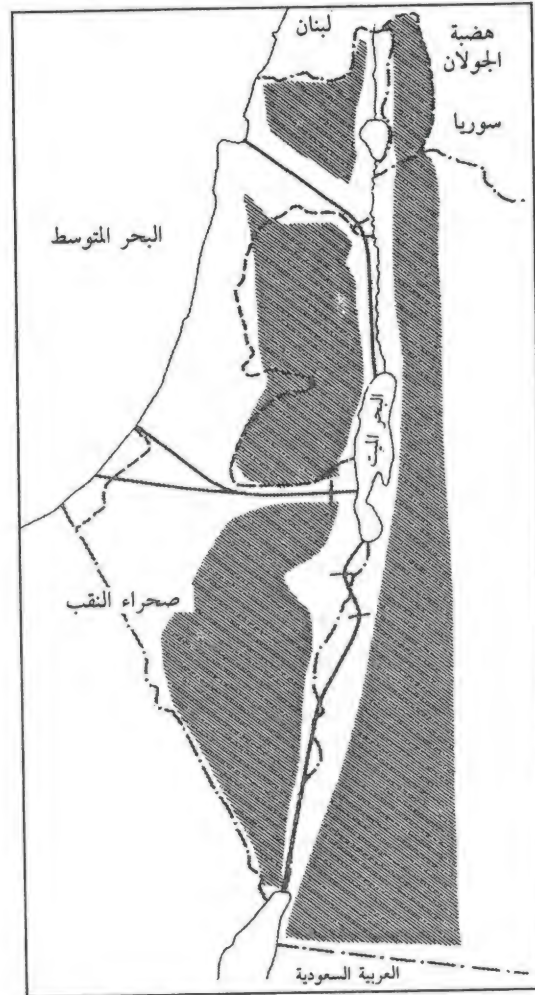 لبنان
هضبة
الجولان
سوريا
البحر المتوسط
البحر الميت
صحراء النقب
العربية السعودية